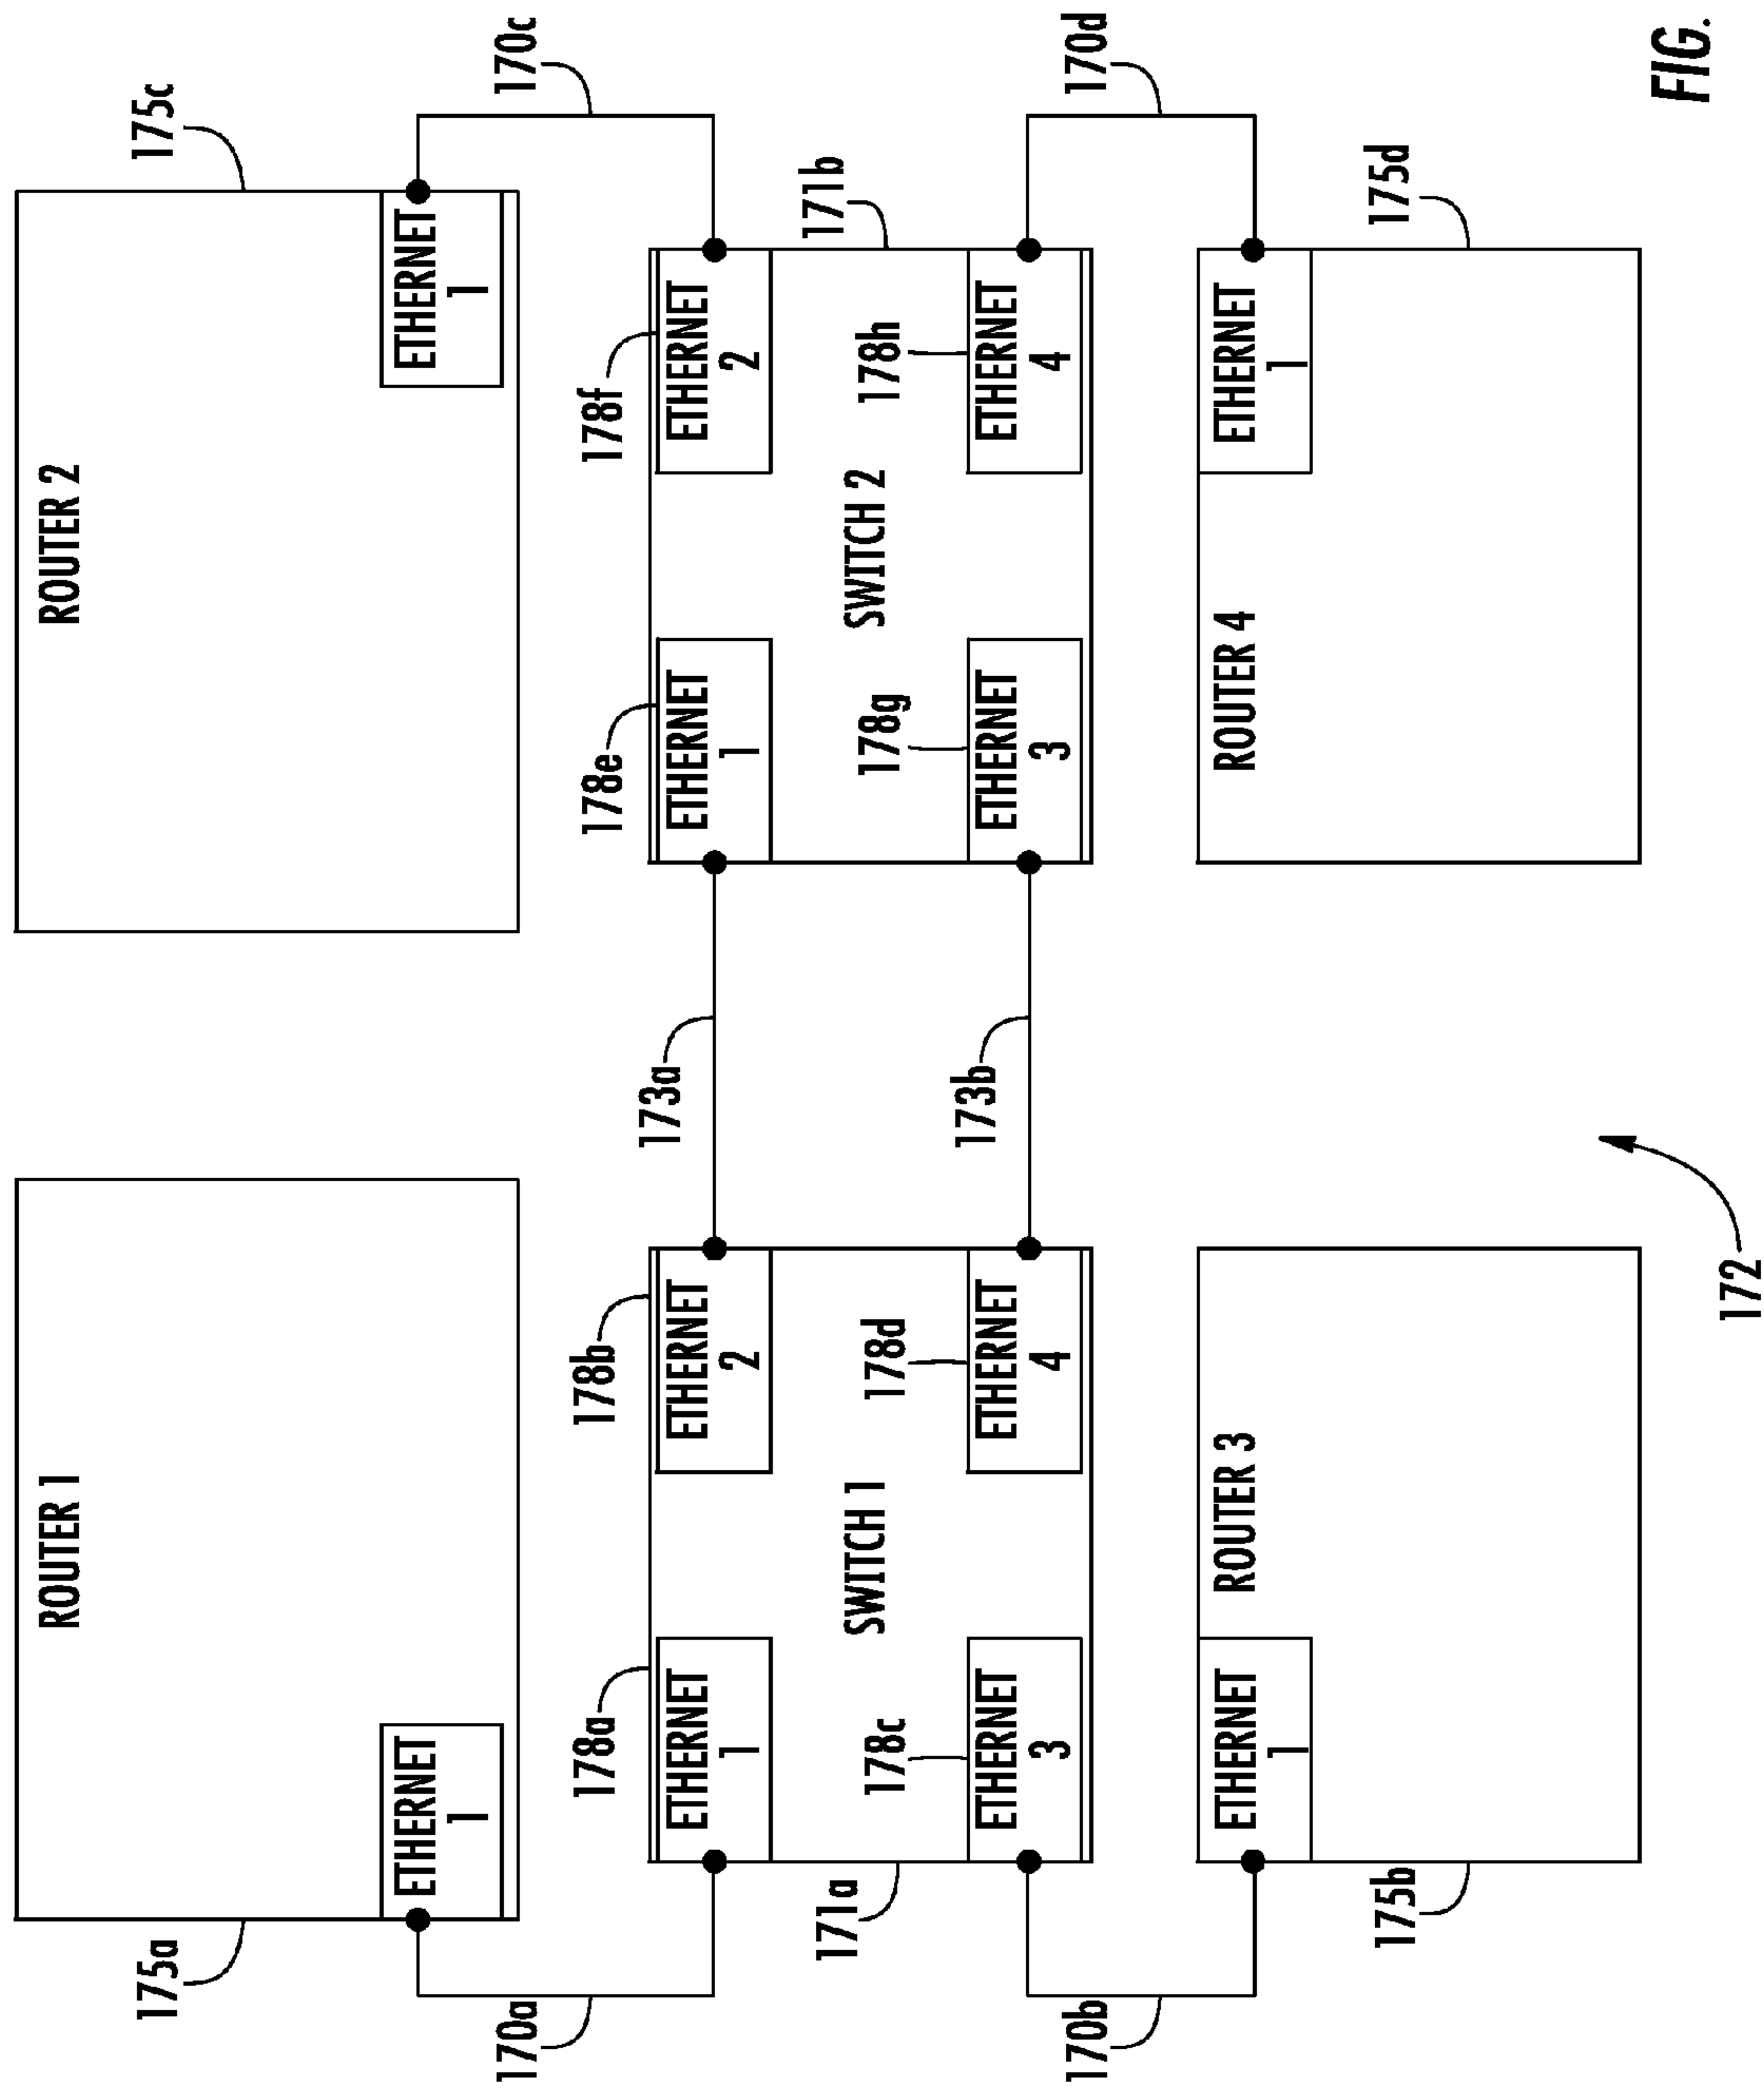 175a
ROUTER 1
ROUTER 2
175c
ETHERNET
1
ETHERNET
1
170a
170c
178a
178b
178e
178f
173a
ETHERNET
1
ETHERNET
2
ETHERNET
1
ETHERNET
2
171a
SWITCH 1
SWITCH 2
171b
178c
178d
178g
178h
173b
ETHERNET
3
ETHERNET
4
ETHERNET
3
ETHERNET
4
170b
170d
ETHERNET
1
ROUTER 3
ROUTER 4
ETHERNET
1
175b
175d
172
FIG.